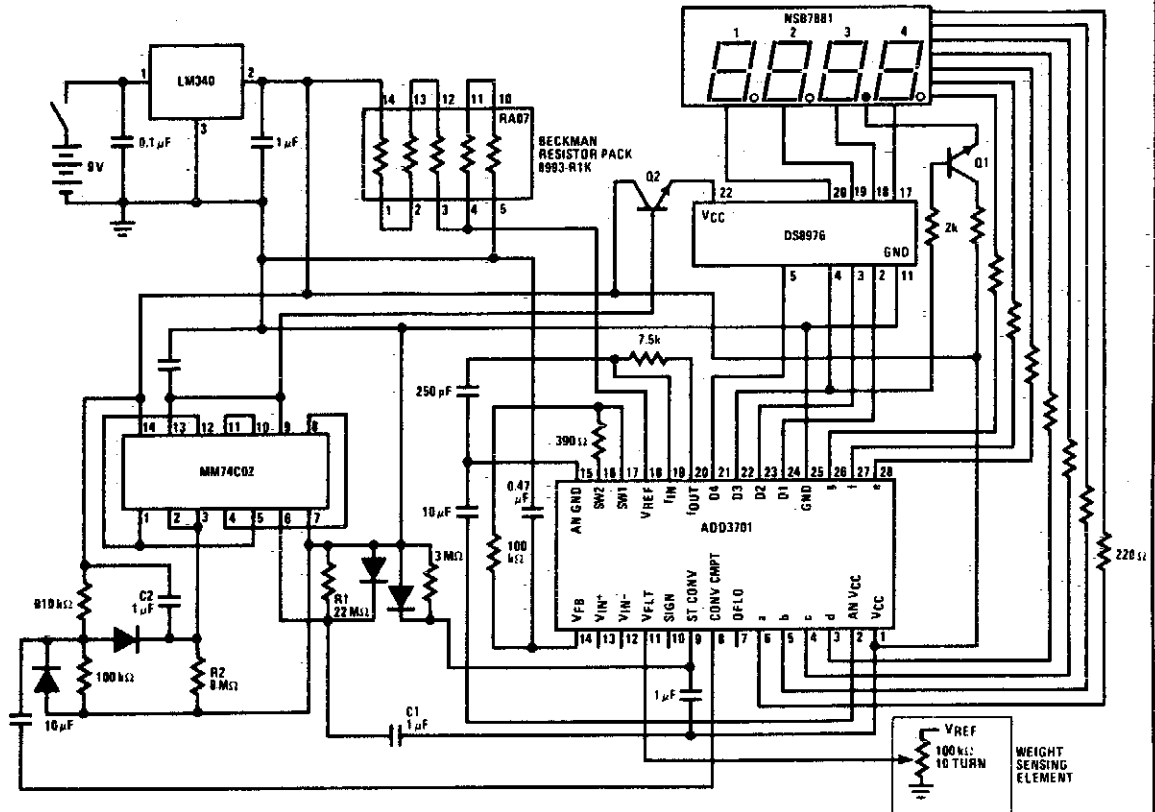 NSB7881
1 2 3 4
1 LM340 2
3
0.1 µF
1 µF
9V
14 13 12 11 10
RA07
1 2 3 4 5
BECKMAN
RESISTOR PACK
8993-R1K
Q2
22
VCC
20 19 18 17
DS8976
GND
5 4 3 2 11
Q1
2k
7.5k
250 pF
390 Ω
14 13 12 11 10 9 8
MM74C02
1 2 3 4 5 6 7
10 µF
0.47
µF
100
kΩ
15 16 17 18 19 20 21 22 23 24 25 26 27 28
AN GND SW2 SW1 VREF fIN fOUT D4 D3 D2 D1 GND g f e
ADD3701
VFB VIN+ VIN- VFLT SIGN ST CONV CONV CMPT OFLO a b c d AN VCC VCC
14 13 12 11 10 9 8 7 6 5 4 3 2 1
220 Ω
3 MΩ
R1
22 MΩ
C2
1 µF
100 kΩ
R2
10 µF
C1
1 µF
1 µF
VREF
100 kΩ
10 TURN
WEIGHT
SENSING
ELEMENT